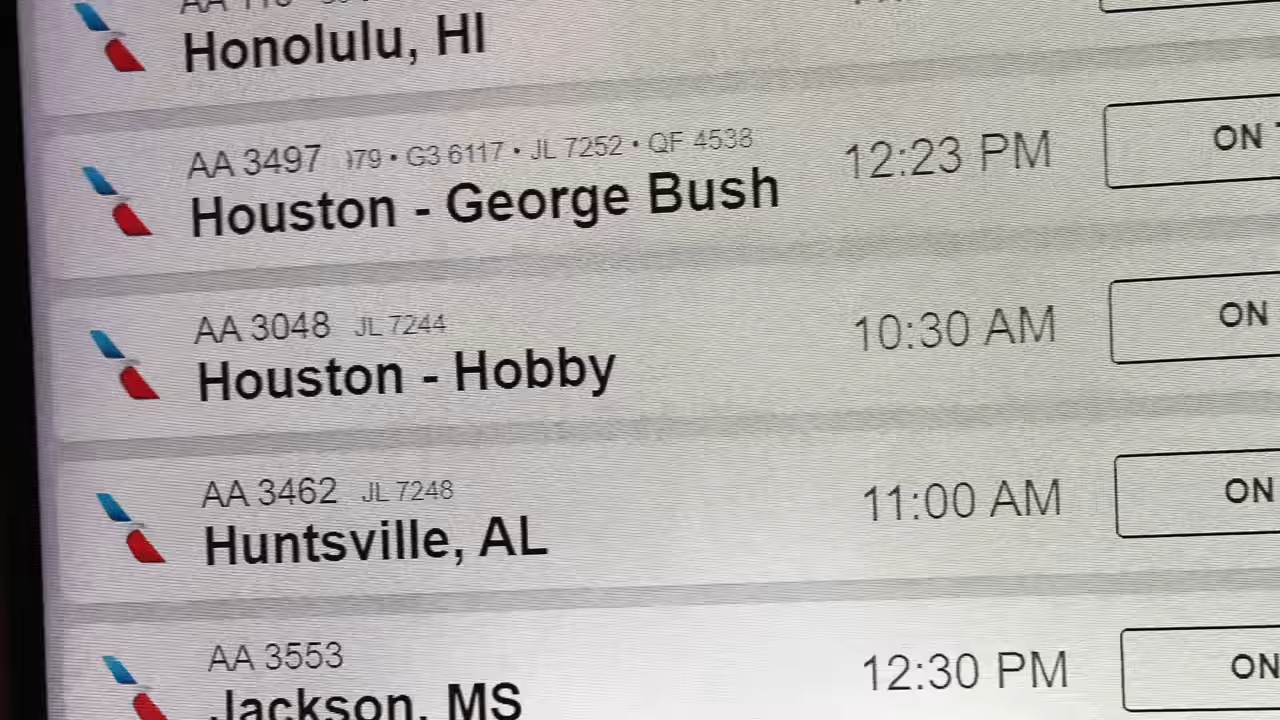 Honolulu, HI
AA 3497 79 • G3 6117 • JL 7252 • QF 4538
Houston - George Bush
12:23 PM
ON
AA 3048 JL 7244
Houston - Hobby
10:30 AM
ON
AA 3462 JL 7248
Huntsville, AL
11:00 AM
ON
AA 3553
Jackson, MS
12:30 PM
ON